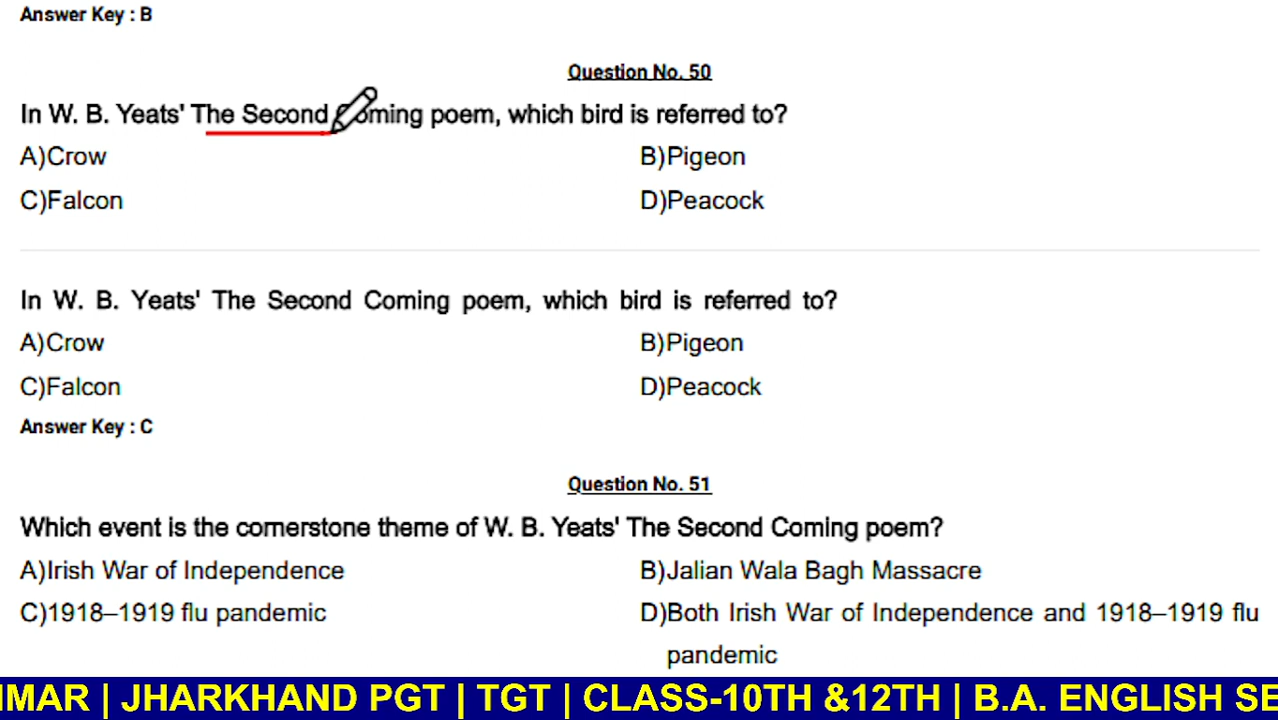 Answer Key : B
Question No. 50
In W. B. Yeats' The Second Coming poem, which bird is referred to?
A)Crow B)Pigeon
C)Falcon D)Peacock
In W. B. Yeats' The Second Coming poem, which bird is referred to?
A)Crow B)Pigeon
C)Falcon D)Peacock
Answer Key : C
Question No. 51
Which event is the cornerstone theme of W. B. Yeats' The Second Coming poem?
A)Irish War of Independence B)Jalian Wala Bagh Massacre
C)1918–1919 flu pandemic D)Both Irish War of Independence and 1918–1919 flu
pandemic
MAR | JHARKHAND PGT | TGT | CLASS-10TH &12TH | B.A. ENGLISH SE